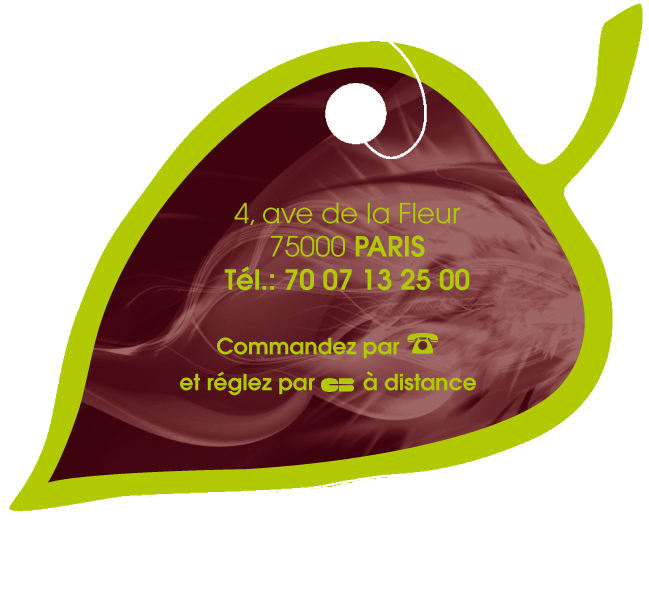 4, ave de la Fleur
75000 PARIS
Tél.: 70 07 13 25 00
Commandez par ☎
et réglez par CB à distance